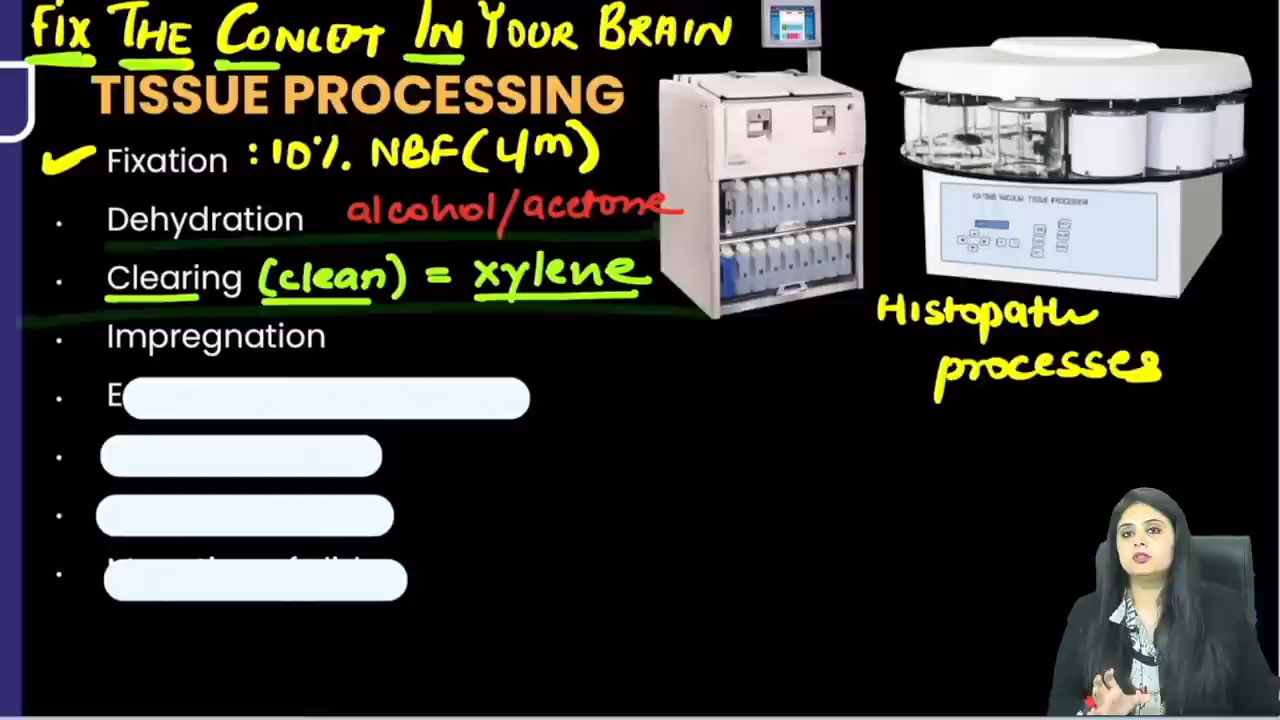 FIX THE CONCEPT IN YOUR BRAIN
TISSUE PROCESSING
Fixation : 10% NBF (4m)
Dehydration alcohol/acetone
Clearing (clean) = xylene
Impregnation
E
Histopath
processes